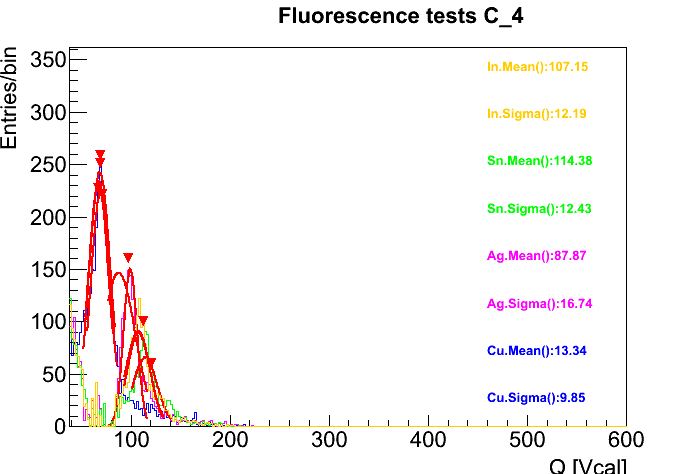 Fluorescence tests C_4
Entries/bin
350
300
250
200
150
100
50
0
In.Mean():107.15
In.Sigma():12.19
Sn.Mean():114.38
Sn.Sigma():12.43
Ag.Mean():87.87
Ag.Sigma():16.74
Cu.Mean():13.34
Cu.Sigma():9.85
100 200 300 400 500 600
Q [Vcal]